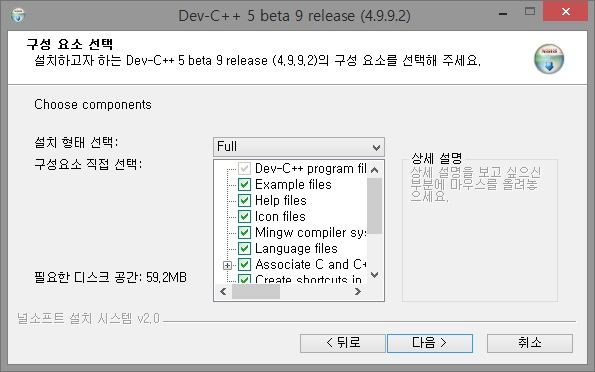 Dev-C++ 5 beta 9 release (4.9.9.2)
구성 요소 선택
설치하고자 하는 Dev-C++ 5 beta 9 release (4.9.9.2)의 구성 요소를 선택해 주세요.
Choose components
설치 형태 선택:
Full
구성요소 직접 선택:
Dev-C++ program fil
Example files
Help files
Icon files
Mingw compiler sys
Language files
Associate C and C+
Create shortcuts in
상세 설명
상세 설명을 보고 싶으신
부분에 마우스를 올려놓
으세요.
필요한 디스크 공간: 59.2MB
널소프트 설치 시스템 v2.0
< 뒤로
다음 >
취소